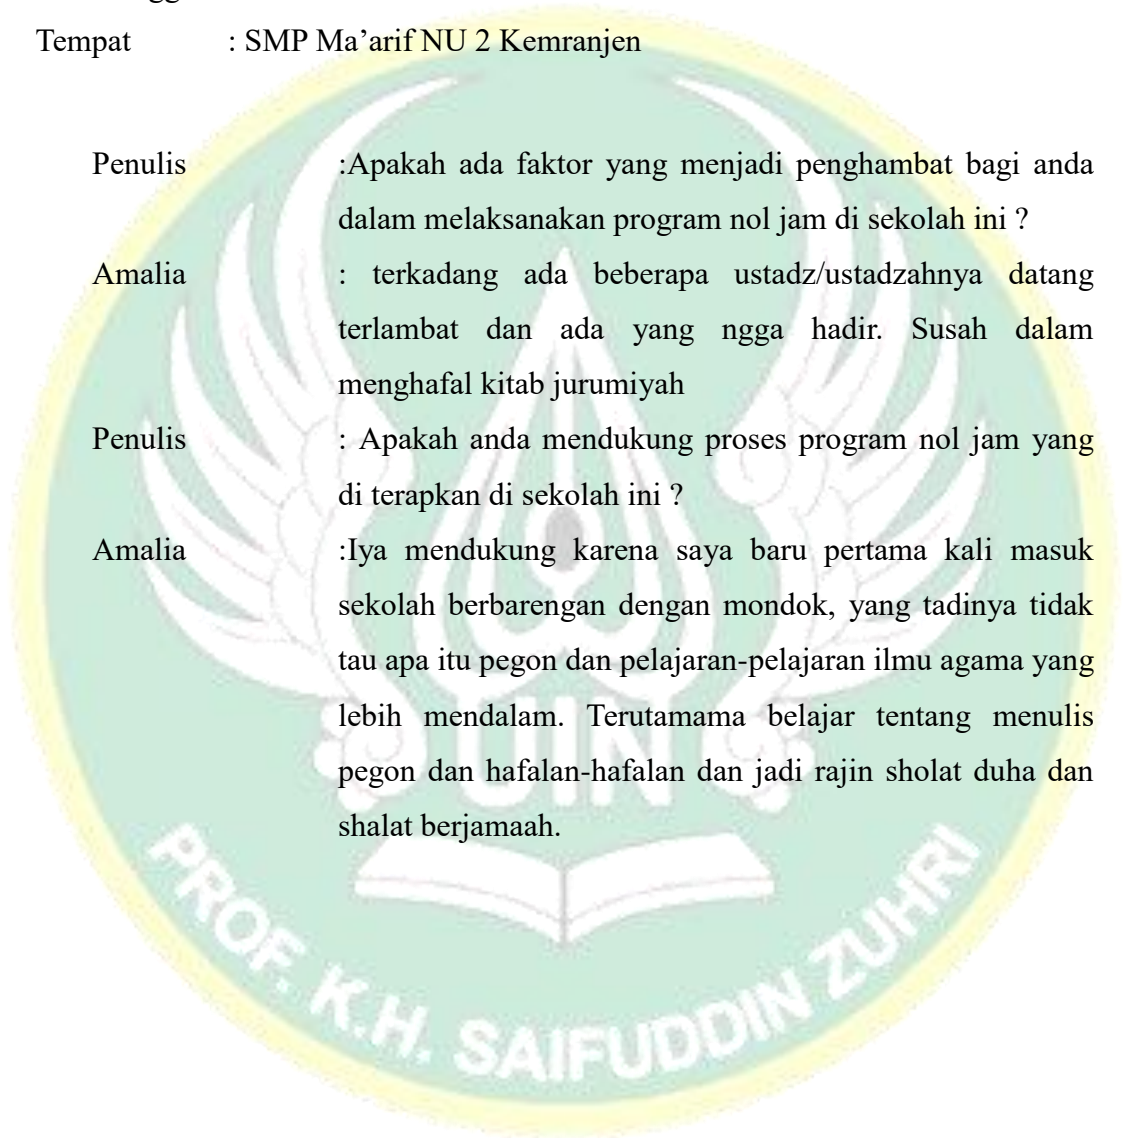 Tempat : SMP Ma’arif NU 2 Kemranjen
Penulis :Apakah ada faktor yang menjadi penghambat bagi anda
dalam melaksanakan program nol jam di sekolah ini ?
Amalia : terkadang ada beberapa ustadz/ustadzahnya datang
terlambat dan ada yang ngga hadir. Susah dalam
menghafal kitab jurumiyah
Penulis : Apakah anda mendukung proses program nol jam yang
di terapkan di sekolah ini ?
Amalia :Iya mendukung karena saya baru pertama kali masuk
sekolah berbarengan dengan mondok, yang tadinya tidak
tau apa itu pegon dan pelajaran-pelajaran ilmu agama yang
lebih mendalam. Terutamama belajar tentang menulis
pegon dan hafalan-hafalan dan jadi rajin sholat duha dan
shalat berjamaah.
UIN
PROF. K.H. SAIFUDDIN ZUHRI